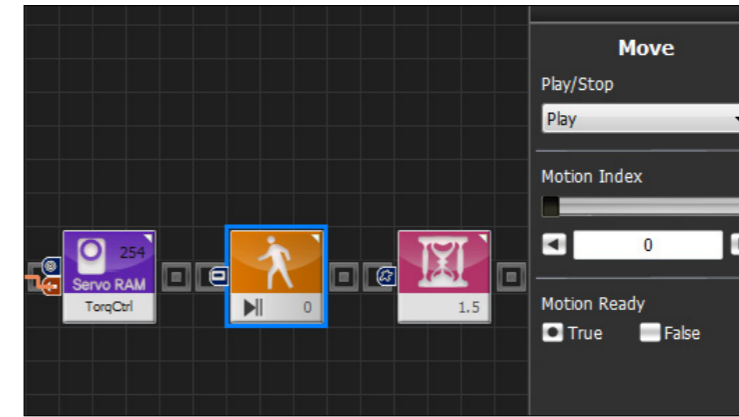 254
Servo RAM
TorqCtrl
0
1.5
Move
Play/Stop
Play
Motion Index
0
Motion Ready
True False